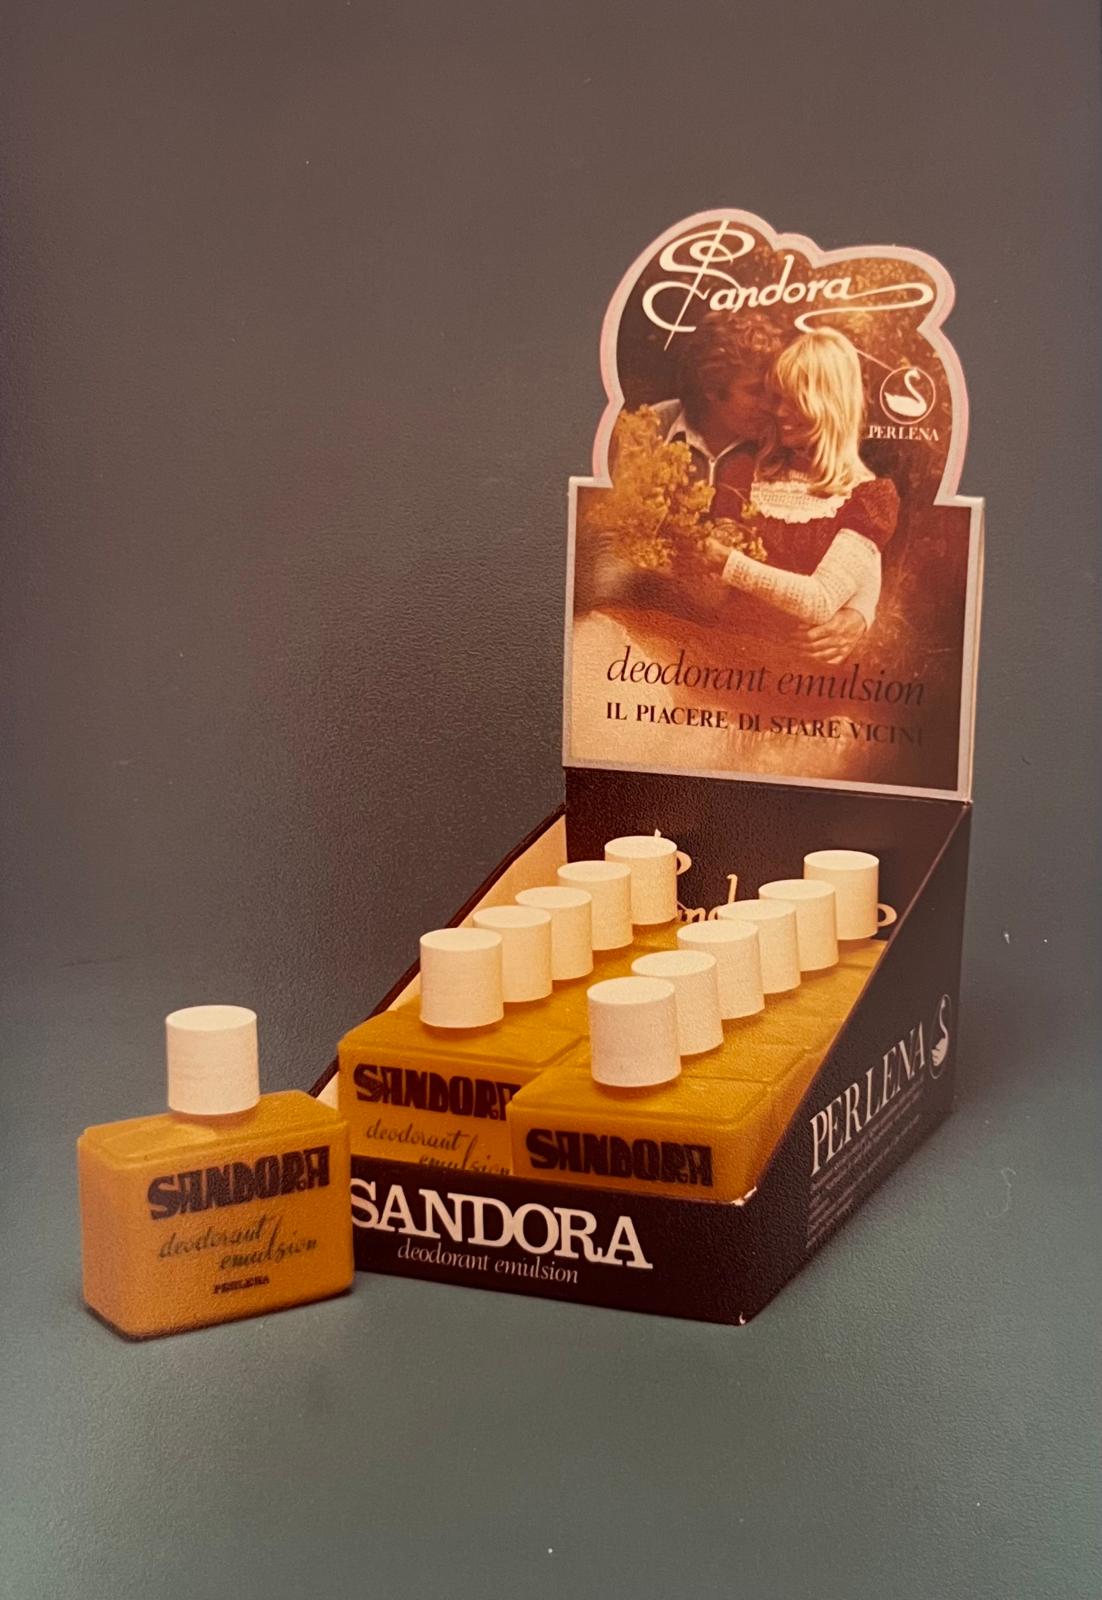 Sandora
PERLENA
deodorant emulsion
IL PIACERE DI STARE VICINI
PERLENA
SANDORA
deodorant
emulsion
SANDORA
SANDORA
deodorant emulsion
SANDORA
deodorant
emulsion
PERLENA